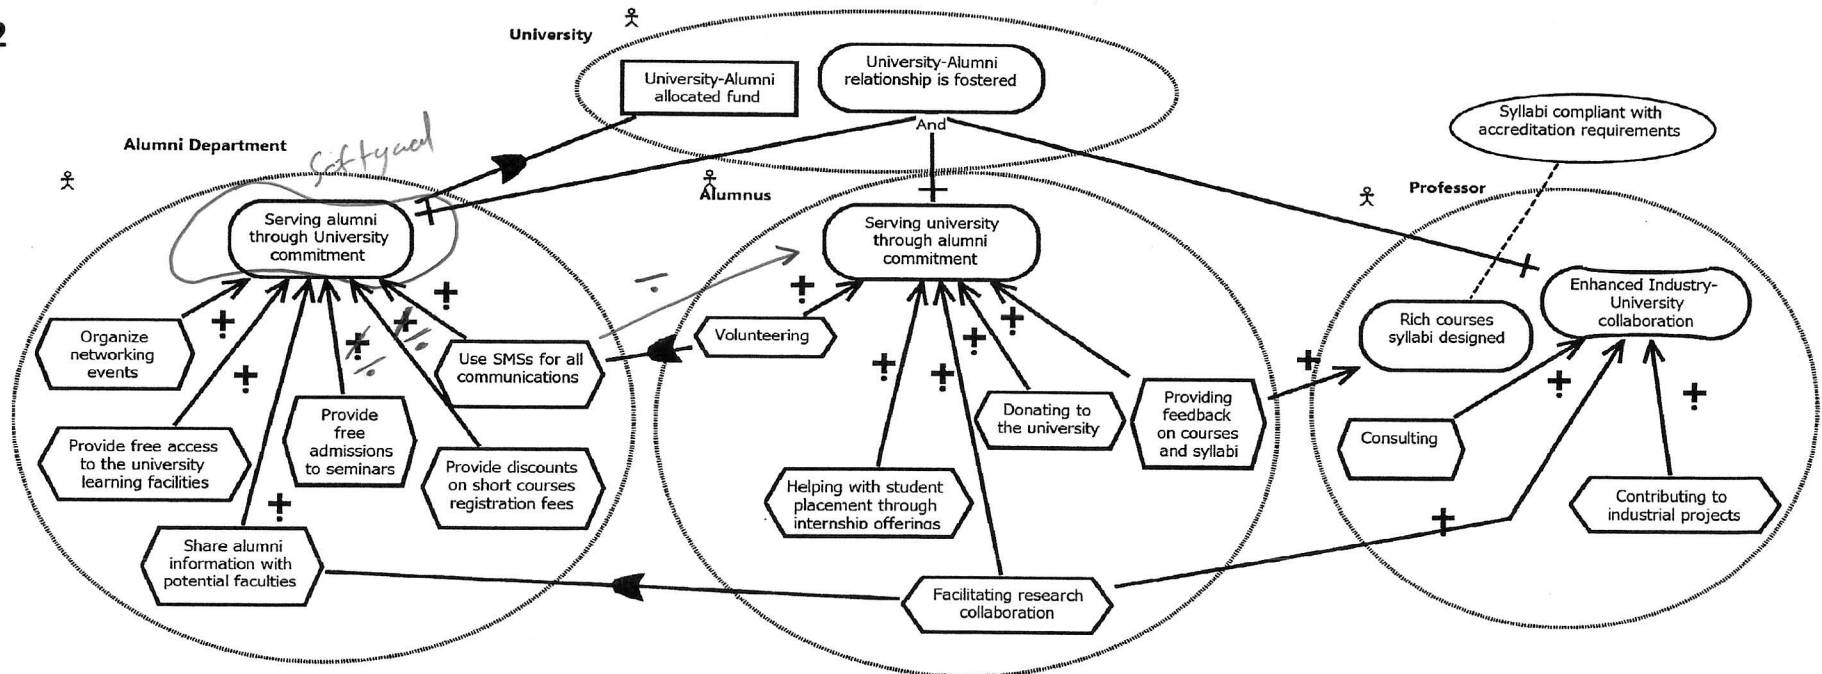 2
University
University-Alumni
allocated fund
University-Alumni
relationship is fostered
And
Syllabi compliant with
accreditation requirements
Alumni Department
Alumnus
Professor
Serving alumni
through University
commitment
Serving university
through alumni
commitment
Enhanced Industry-
University
collaboration
Rich courses
syllabi designed
Organize
networking
events
Use SMSs for all
communications
Volunteering
Provide
free
admissions
to seminars
Donating to
the university
Providing
feedback
on courses
and syllabi
Consulting
Provide free access
to the university
learning facilities
Provide discounts
on short courses
registration fees
Helping with student
placement through
internship offerings
Contributing to
industrial projects
Share alumni
information with
potential faculties
Facilitating research
collaboration